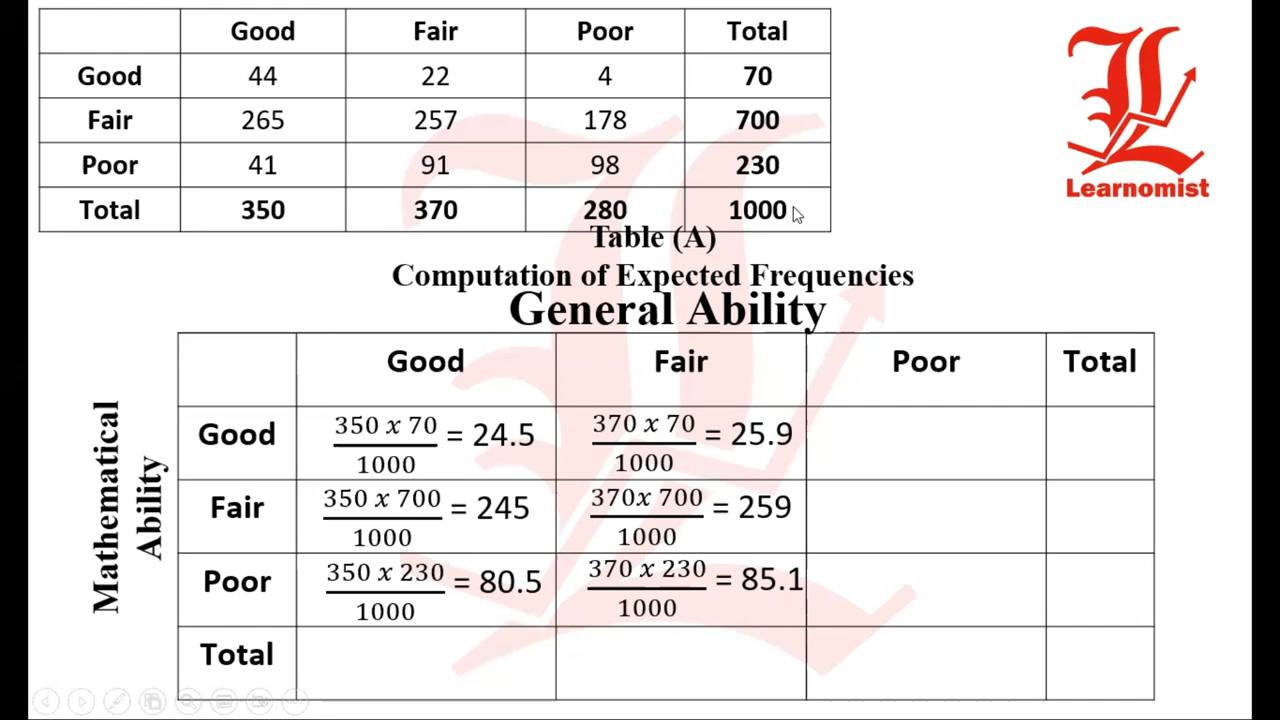 Good Fair Poor Total
Good 44 22 4 70
Fair 265 257 178 700
Poor 41 91 98 230
Total 350 370 280 1000
Learnomist
Table (A)
Computation of Expected Frequencies
General Ability
Mathematical
Ability
Good Fair Poor Total
Good 350 x 70 / 1000 = 24.5 370 x 70 / 1000 = 25.9
Fair 350 x 700 / 1000 = 245 370x 700 / 1000 = 259
Poor 350 x 230 / 1000 = 80.5 370 x 230 / 1000 = 85.1
Total